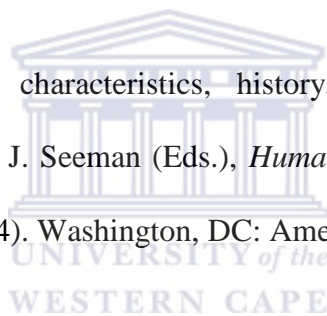 characteristics, history,
J. Seeman (Eds.), Huma
4). Washington, DC: Ame
UNIVERSITY of the
WESTERN CAPE